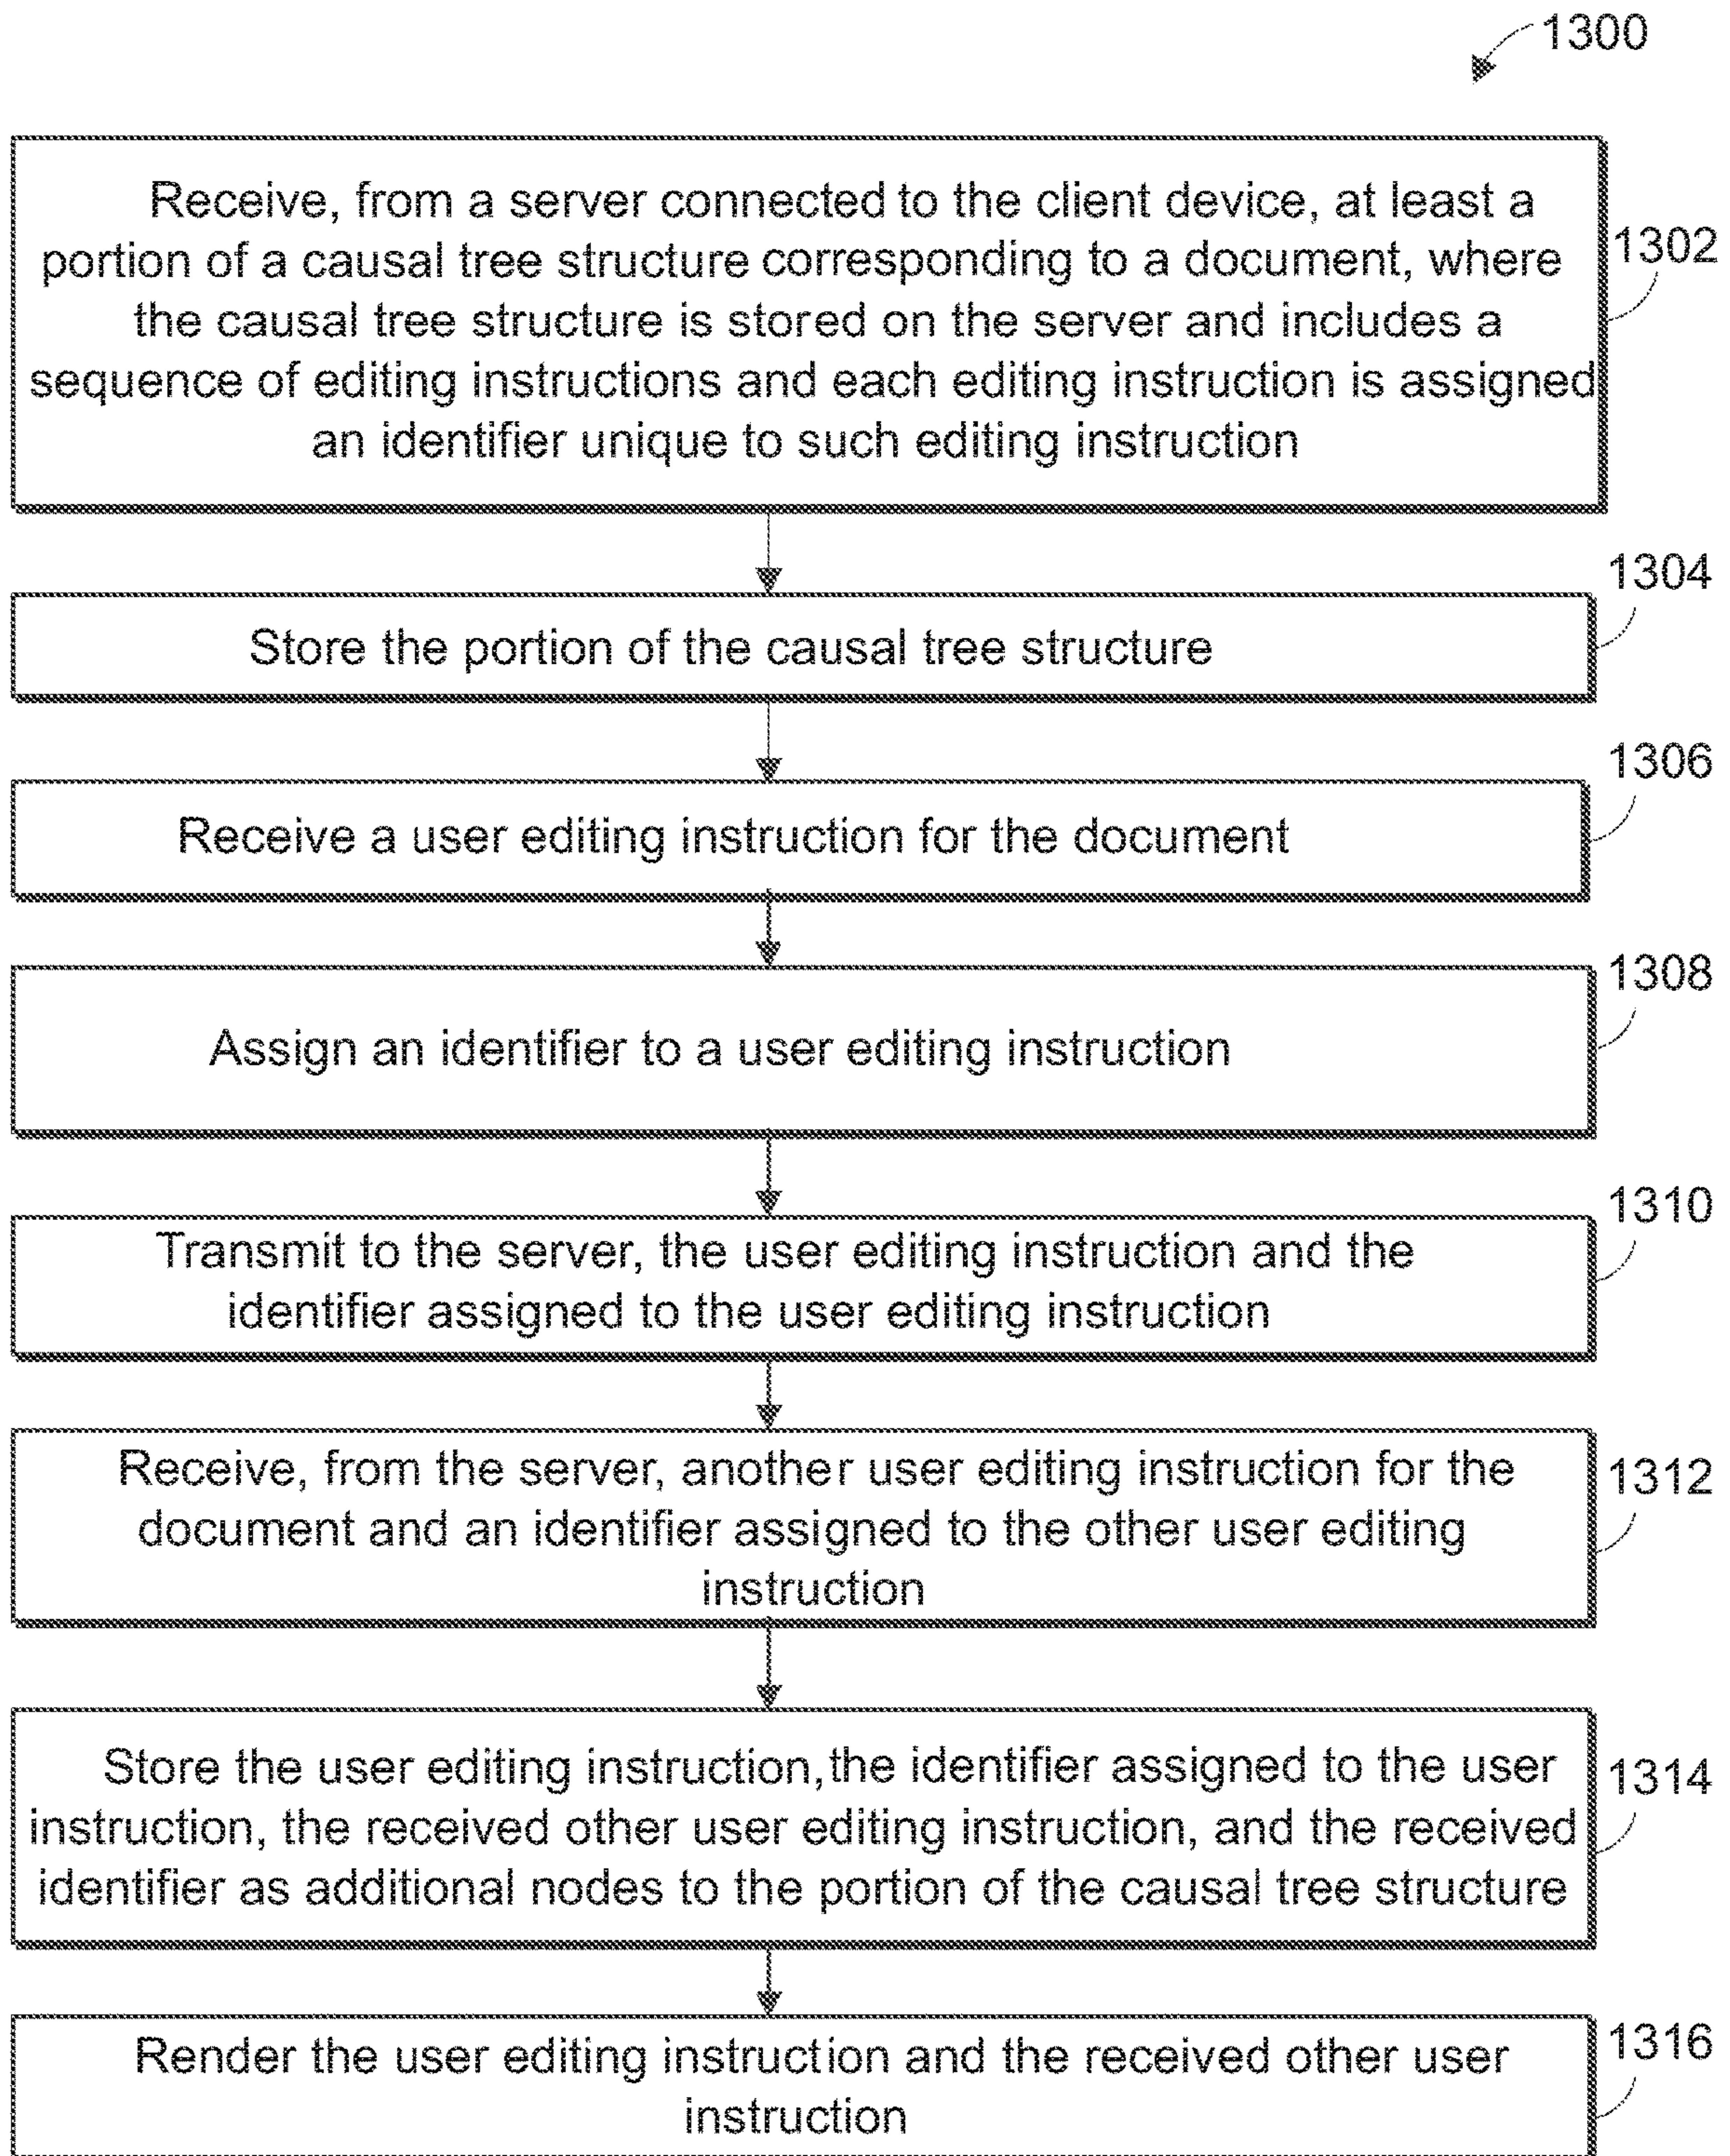 1300
Receive, from a server connected to the client device, at least a
portion of a causal tree structure corresponding to a document, where
the causal tree structure is stored on the server and includes a
sequence of editing instructions and each editing instruction is assigned
an identifier unique to such editing instruction
1302
Store the portion of the causal tree structure
1304
Receive a user editing instruction for the document
1306
Assign an identifier to a user editing instruction
1308
Transmit to the server, the user editing instruction and the
identifier assigned to the user editing instruction
1310
Receive, from the server, another user editing instruction for the
document and an identifier assigned to the other user editing
instruction
1312
Store the user editing instruction, the identifier assigned to the user
instruction, the received other user editing instruction, and the received
identifier as additional nodes to the portion of the causal tree structure
1314
Render the user editing instruction and the received other user
instruction
1316